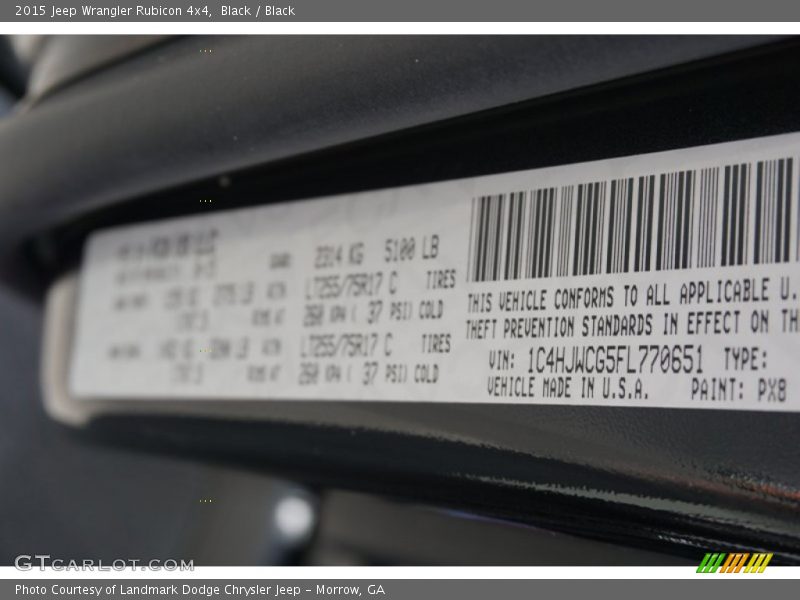 2015 Jeep Wrangler Rubicon 4x4, Black / Black
2314 KG 5100 LB
LT255/75R17 C TIRES
260 KPA ( 37 PSI) COLD
LT255/75R17 C TIRES
260 KPA ( 37 PSI) COLD
THIS VEHICLE CONFORMS TO ALL APPLICABLE U.
THEFT PREVENTION STANDARDS IN EFFECT ON TH
VIN: 1C4HJWCG5FL770651 TYPE:
VEHICLE MADE IN U.S.A. PAINT: PX8
GTCARLOT.COM
Photo Courtesy of Landmark Dodge Chrysler Jeep – Morrow, GA